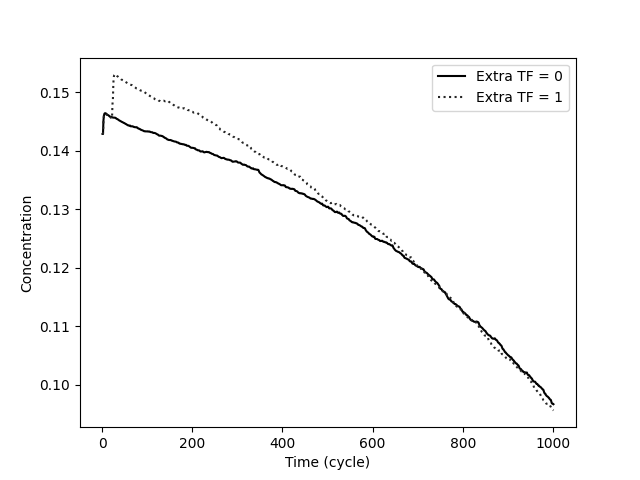 Extra TF = 0
Extra TF = 1
0.15
0.14
0.13
0.12
0.11
0.10
Concentration
0 200 400 600 800 1000
Time (cycle)